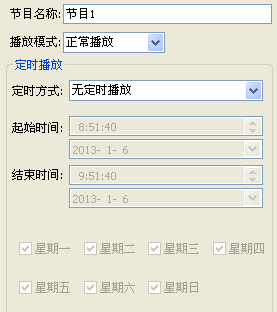 节目名称: 节目1
播放模式: 正常播放
定时播放
定时方式: 无定时播放
起始时间: 8:51:40
2013- 1- 6
结束时间: 9:51:40
2013- 1- 6
星期一 星期二 星期三 星期四
星期五 星期六 星期日